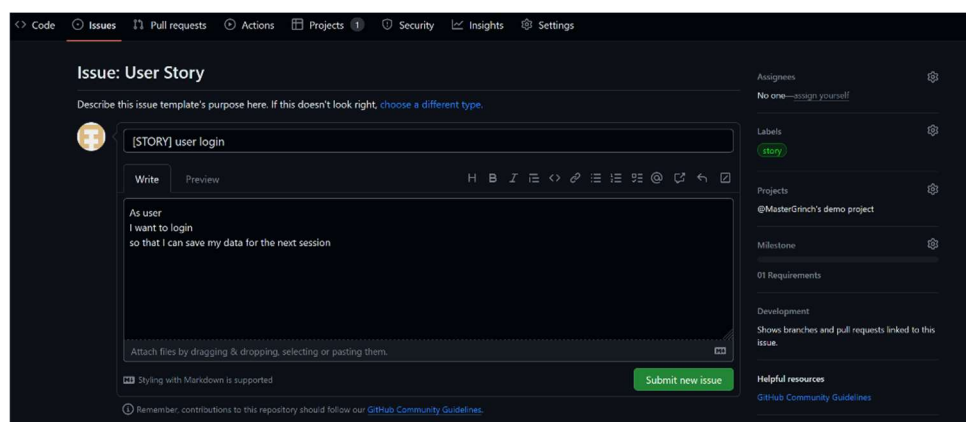 Code Issues Pull requests Actions Projects 1 Security Insights Settings
Issue: User Story
Describe this issue template's purpose here. If this doesn't look right, choose a different type.
[STORY] user login
Write Preview
H B I
As user
I want to login
so that I can save my data for the next session
Attach files by dragging & dropping, selecting or pasting them.
Styling with Markdown is supported
Submit new issue
Remember, contributions to this repository should follow our GitHub Community Guidelines.
Assignees
No one—assign yourself
Labels
story
Projects
@MasterGrinch's demo project
Milestone
01 Requirements
Development
Shows branches and pull requests linked to this
issue.
Helpful resources
GitHub Community Guidelines